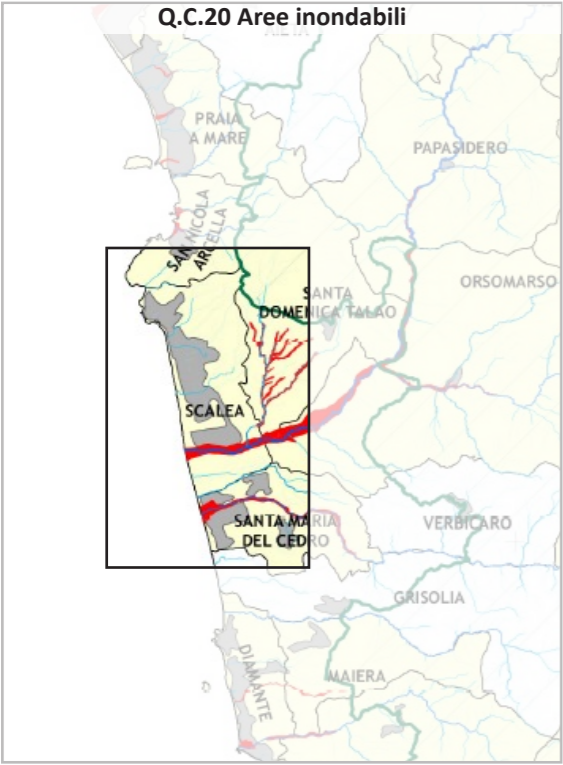 Q.C.20 Aree inondabili
AIETA
PRAIA
A MARE
PAPASIDERO
SAN NICOLA
ARCELLA
ORSOMARSO
SANTA
DOMENICA TALAO
SCALEA
SANTA MARIA
DEL CEDRO
VERBICARO
GRISOLIA
MAIERA
DIAMANTE